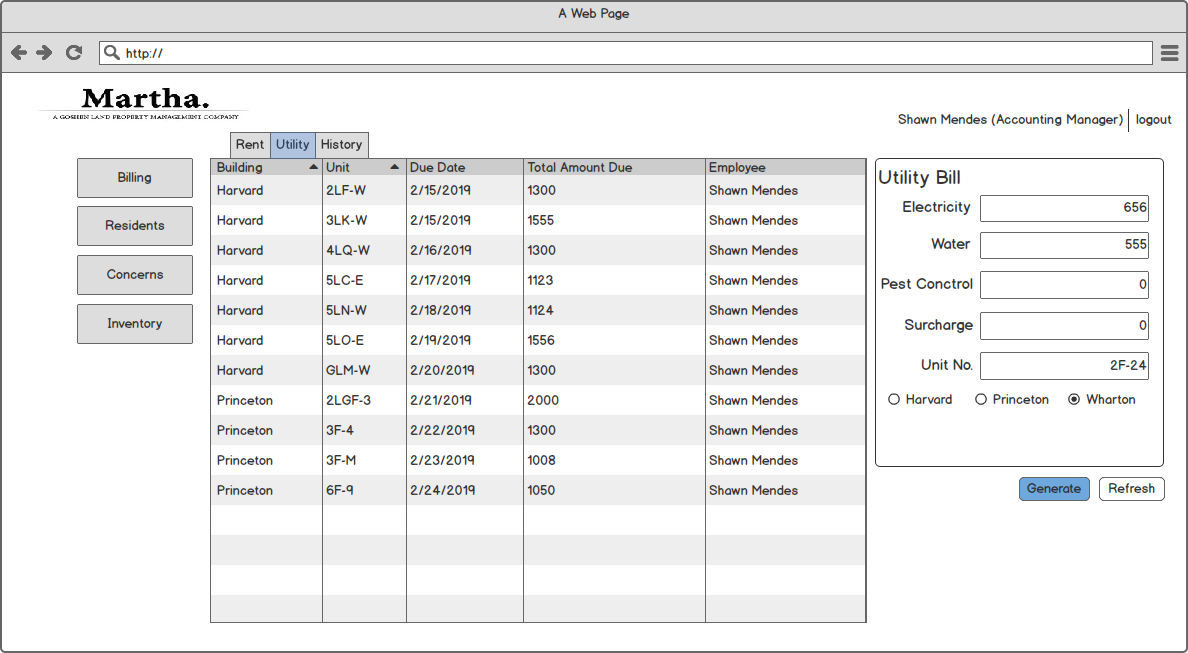 A Web Page
http://
Martha.
A GOSHEN LAND PROPERTY MANAGEMENT COMPANY
Shawn Mendes (Accounting Manager) logout
Rent Utility History
Billing
Residents
Concerns
Inventory
Building Unit Due Date Total Amount Due Employee
Harvard 2LF-W 2/15/2019 1300 Shawn Mendes
Harvard 3LK-W 2/15/2019 1555 Shawn Mendes
Harvard 4LQ-W 2/16/2019 1300 Shawn Mendes
Harvard 5LC-E 2/17/2019 1123 Shawn Mendes
Harvard 5LN-W 2/18/2019 1124 Shawn Mendes
Harvard 5LO-E 2/19/2019 1556 Shawn Mendes
Harvard GLM-W 2/20/2019 1300 Shawn Mendes
Princeton 2LGF-3 2/21/2019 2000 Shawn Mendes
Princeton 3F-4 2/22/2019 1300 Shawn Mendes
Princeton 3F-M 2/23/2019 1008 Shawn Mendes
Princeton 6F-9 2/24/2019 1050 Shawn Mendes
Utility Bill
Electricity 656
Water 555
Pest Conctrol 0
Surcharge 0
Unit No. 2F-24
Harvard Princeton Wharton
Generate Refresh